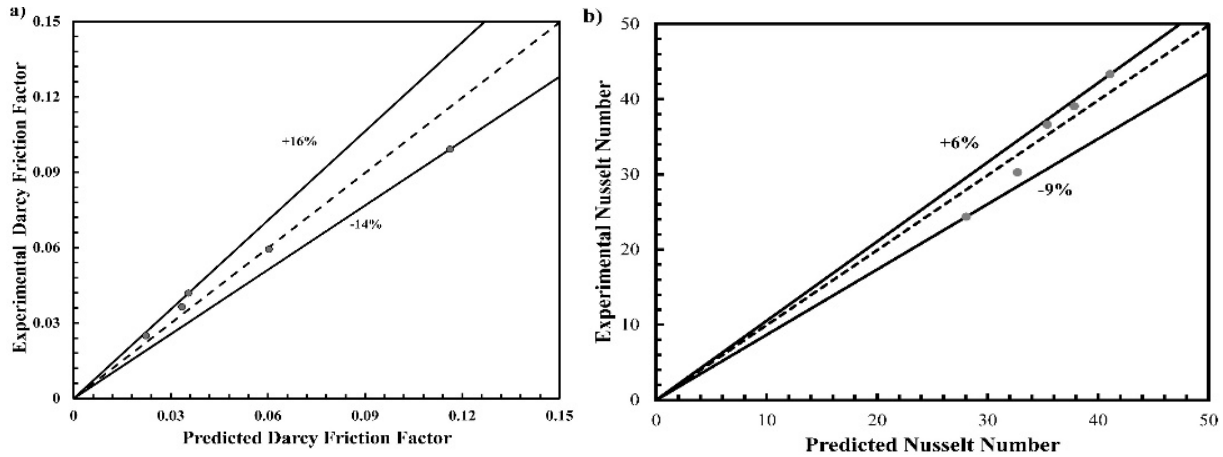 a)
0.15
0.12
0.09
0.06
0.03
0
+16%
-14%
0 0.03 0.06 0.09 0.12 0.15
Experimental Darcy Friction Factor
Predicted Darcy Friction Factor
b)
50
40
30
20
10
0
+6%
-9%
0 10 20 30 40 50
Experimental Nusselt Number
Predicted Nusselt Number